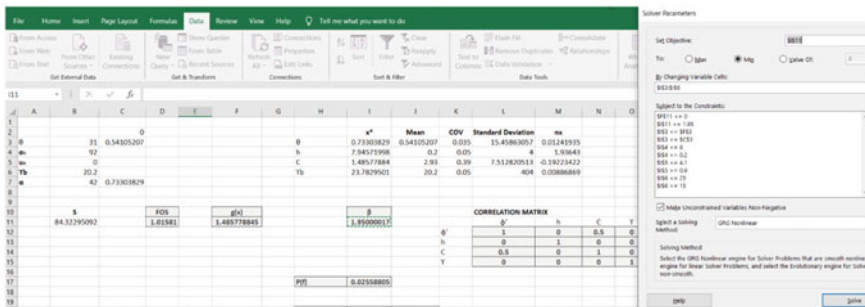 File Home Insert Page Layout Formulas Data Review View Help Tell me what you want to do
From Access
From Web
From Text
From Other Sources
Existing Connections
Get External Data
New Query
Show Queries
From Table
Recent Sources
Get & Transform
Refresh All
Connections
Properties
Edit Links
Connections
Sort
Filter
Clear
Reapply
Advanced
Sort & Filter
Text to Columns
Flash Fill
Remove Duplicates
Data Validation
Consolidate
Relationships
Data Tools
I11
A B C D E F G H I J K L M N O
0 x* Mean COV Standard Deviation nx
31 0.54105207 θ 0.73303829 0.54105207 0.035 15.45863057 0.01241935
92 h 7.94571998 0.2 0.05 4 1.93643
0 C 1.48577884 2.93 0.39 7.512820513 -0.19223422
Yb 20.2 Yb 23.7829501 20.2 0.05 404 0.00886869
42 0.73303829
S FOS g(x) β CORRELATION MATRIX
84.32295092 1.01581 1.485778845 1.95000017 ϕ' h C Y
ϕ' 1 0 0.5 0
h 0 1 0 0
C 0.5 0 1 0
Y 0 0 0 1
P(f) 0.02558805
Solver Parameters
Set Objective: $I$11
To: Max Min Value Of: 0
By Changing Variable Cells:
$I$3:$I$6
Subject to the Constraints:
$I$11 >= 1.95
Make Unconstrained Variables Non-Negative
Select a Solving Method: GRG Nonlinear
Solving Method
Select the GRG Nonlinear engine for Solver Problems that are smooth
engine for linear Solver Problems, and select the Evolutionary engine for
non-smooth.
Help Solve